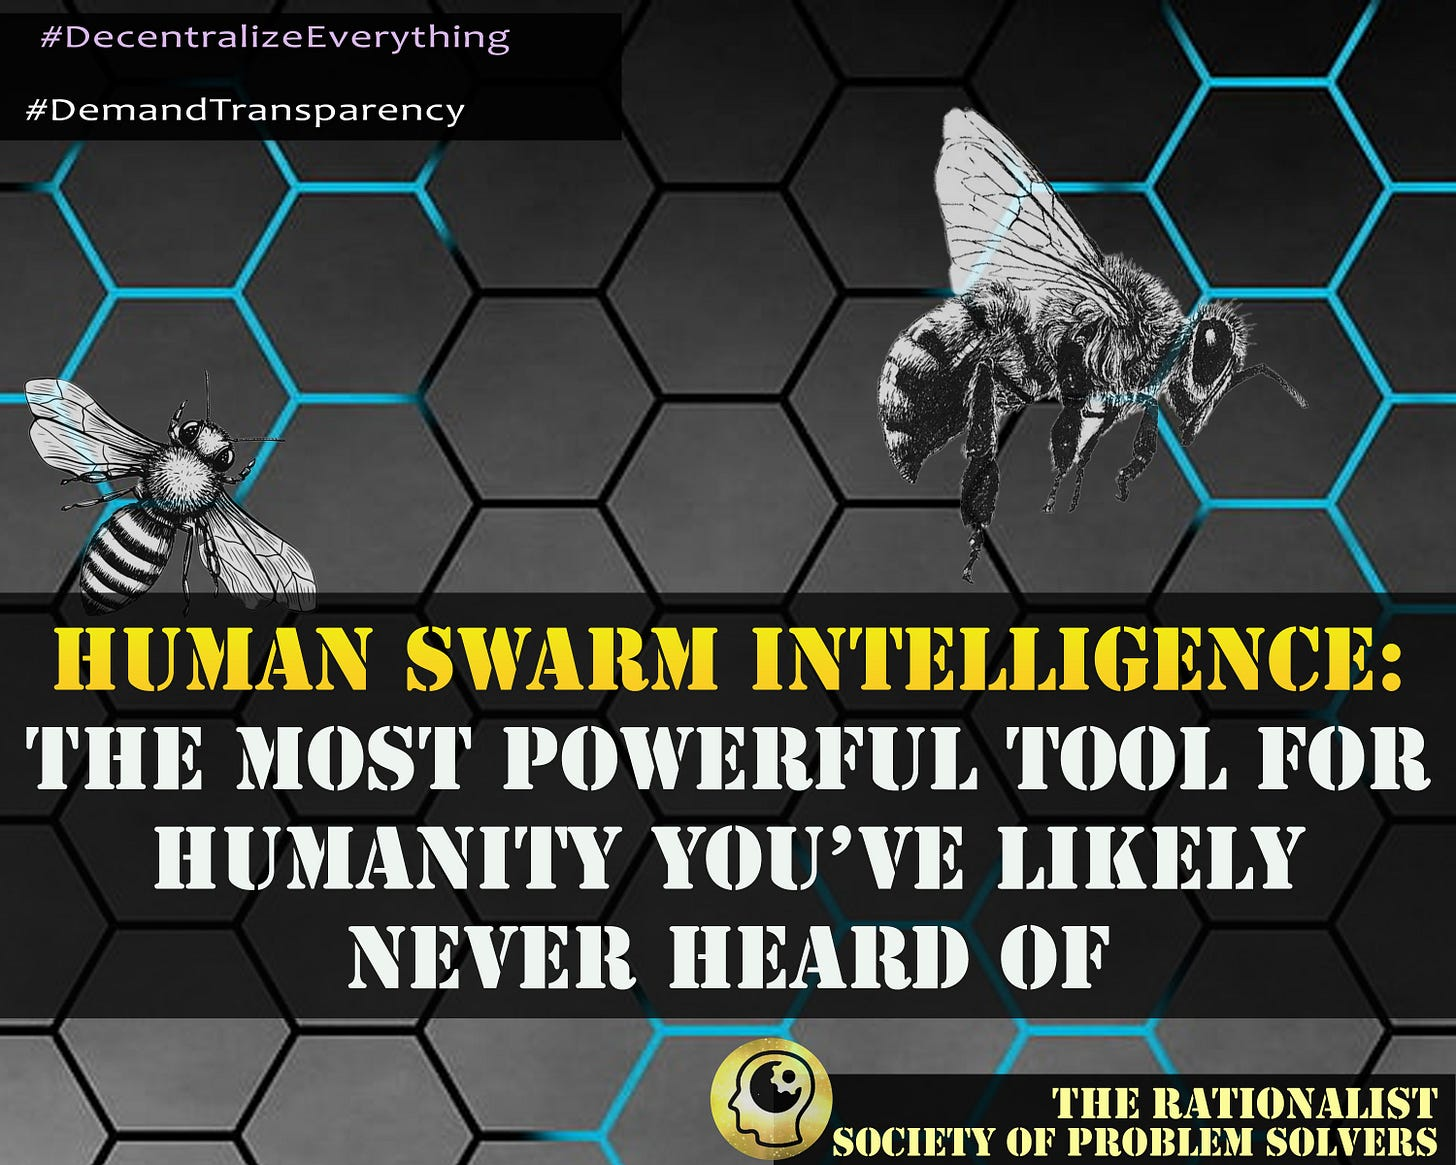 #DecentralizeEverything
#DemandTransparency
HUMAN SWARM INTELLIGENCE:
THE MOST POWERFUL TOOL FOR
HUMANITY YOU’VE LIKELY
NEVER HEARD OF
THE RATIONALIST
SOCIETY OF PROBLEM SOLVERS